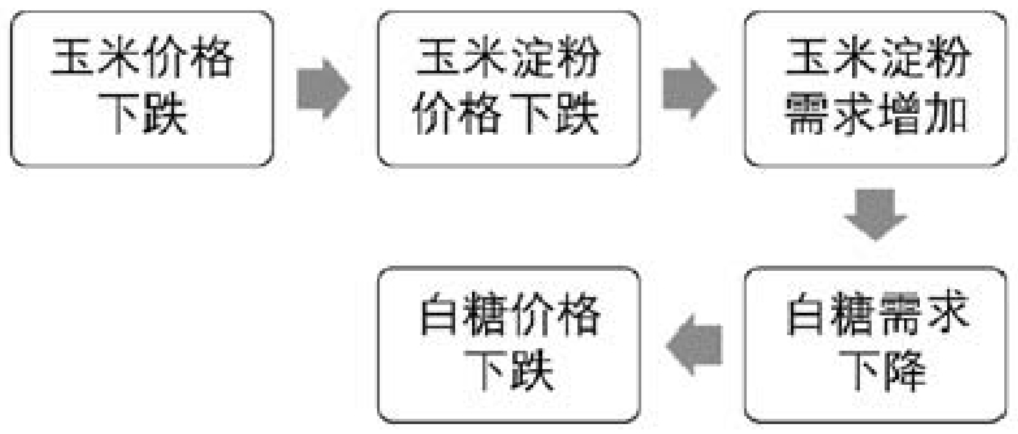 玉米价格
下跌
玉米淀粉
价格下跌
玉米淀粉
需求增加
白糖需求
下降
白糖价格
下跌